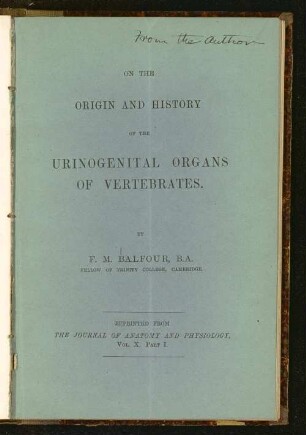 From the Author
ON THE
ORIGIN AND HISTORY
OF THE
URINOGENITAL ORGANS
OF VERTEBRATES.
BY
F. M. BALFOUR, B.A.
FELLOW OF TRINITY COLLEGE, CAMBRIDGE.
REPRINTED FROM
THE JOURNAL OF ANATOMY AND PHYSIOLOGY,
VOL. X. PART I.